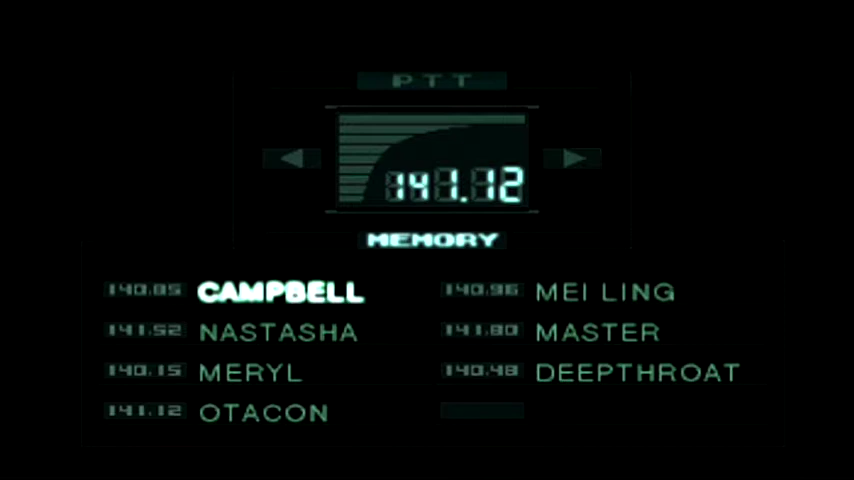 PTT
141.12
MEMORY
140.85 CAMPBELL 140.96 MEI LING
141.52 NASTASHA 141.80 MASTER
140.15 MERYL 140.48 DEEPTHROAT
141.12 OTACON